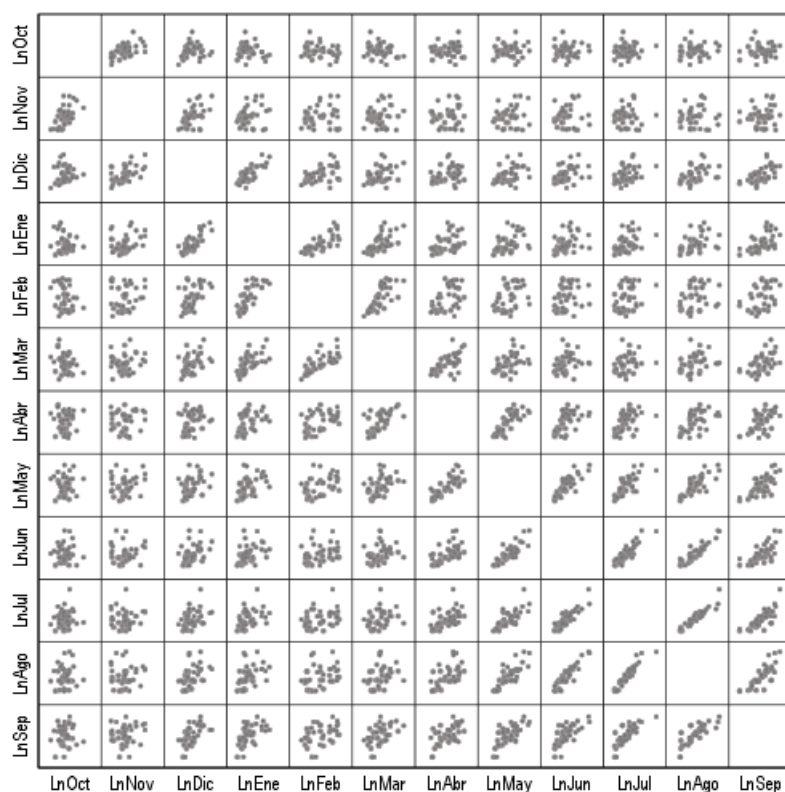 LnOct
LnNov
LnDic
LnEne
LnFeb
LnMar
LnAbr
LnMay
LnJun
LnJul
LnAgo
LnSep
LnOct LnNov LnDic LnEne LnFeb LnMar LnAbr LnMay LnJun LnJul LnAgo LnSep